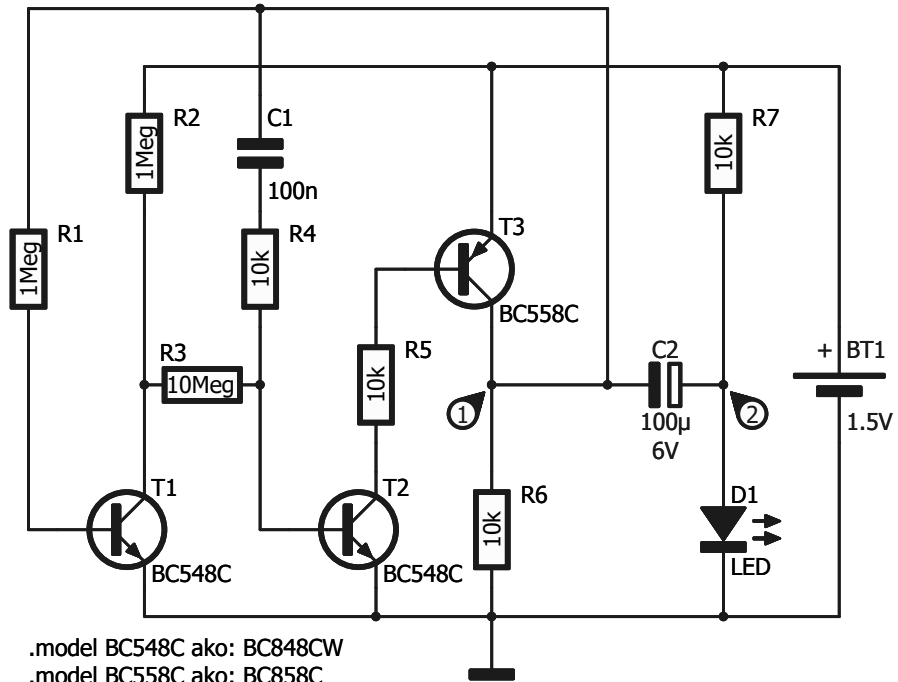 R2
1Meg
C1
100n
R7
10k
R1
1Meg
R4
10k
T3
BC558C
R3
10Meg
R5
10k
C2
100µ
6V
+ BT1
1.5V
1
2
T1
BC548C
T2
BC548C
R6
10k
D1
LED
.model BC548C ako: BC848CW
.model BC558C ako: BC858C